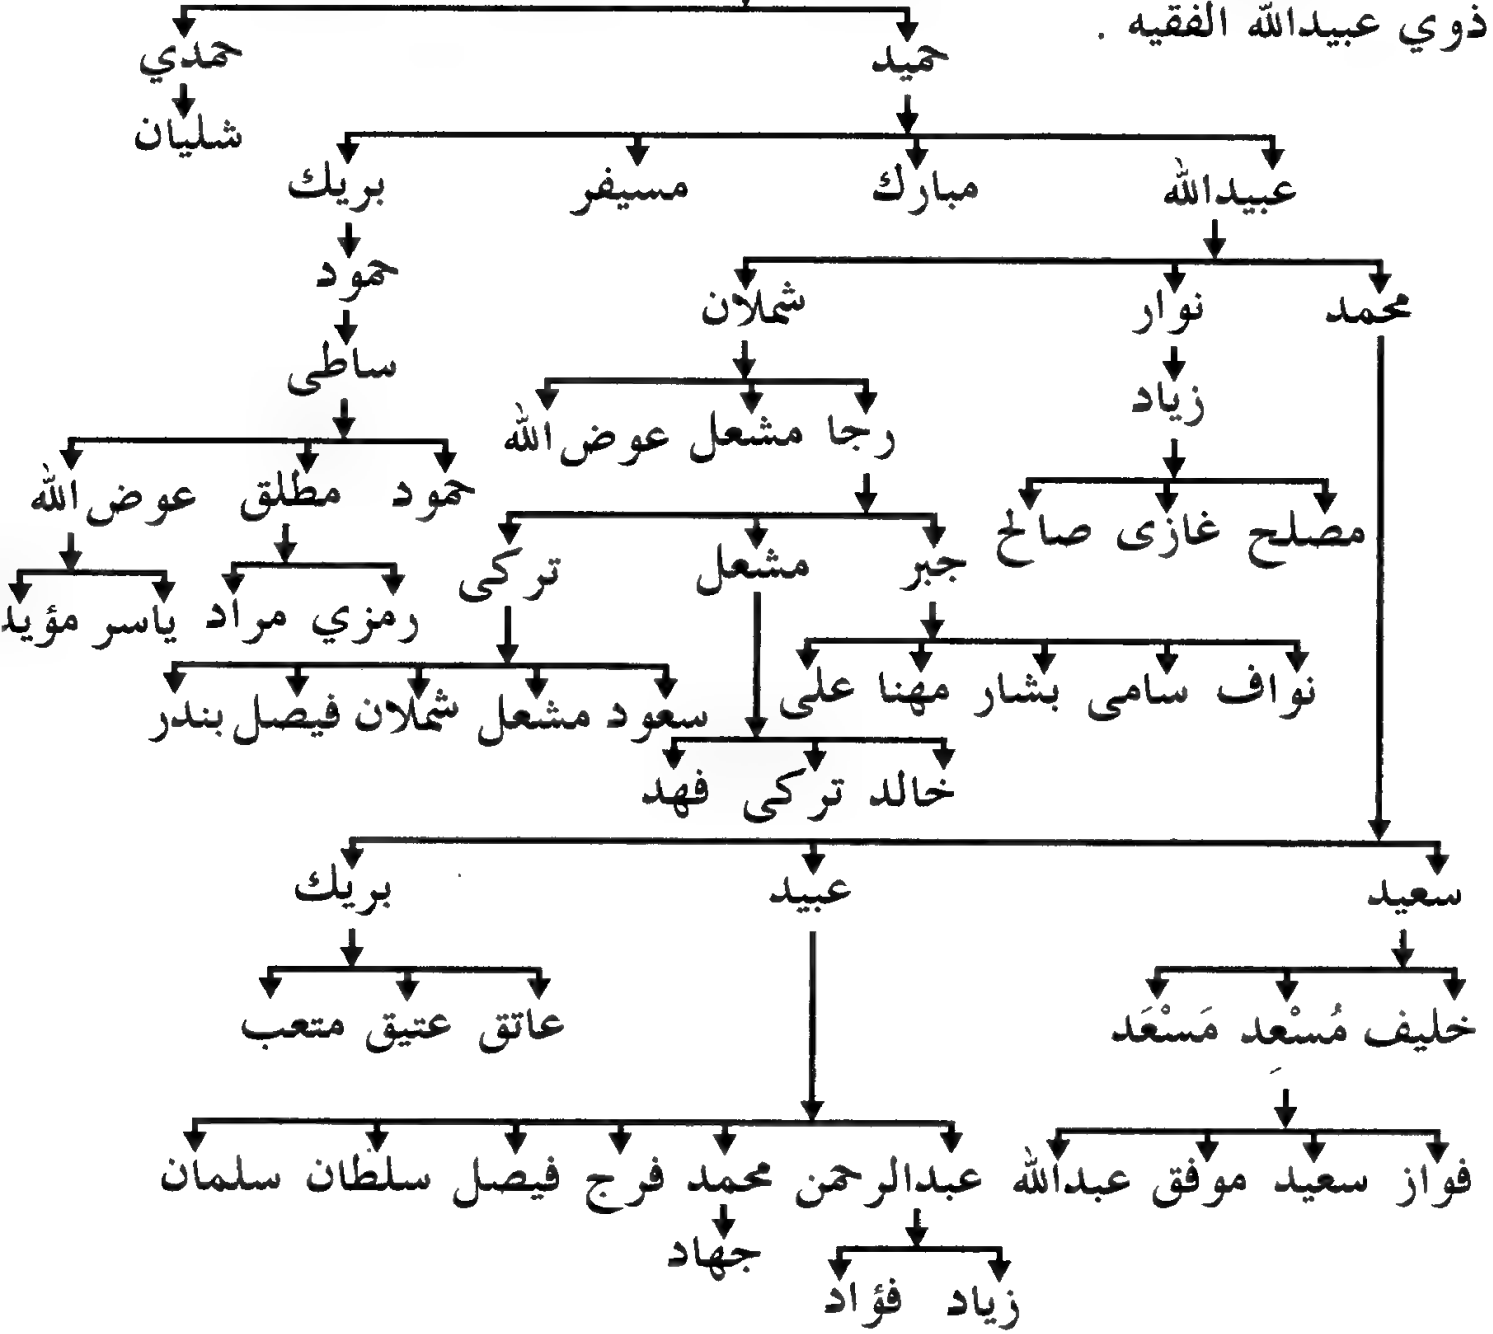 ذوي عبيدالله الفقيه .
حميد حمدي
شليان
عبيدالله مبارك مسيفر بريك
حمود
محمد نوار شملان
ساطى
زياد
رجا مشعل عوض الله
حمود مطلق عوض الله
مصلح غازى صالح
جبر مشعل تركى
رمزي مراد ياسر مؤيد
نواف سامى بشار مهنا على
سعود مشعل شملان فيصل بندر
خالد تركى فهد
سعيد عبيد بريك
خليف مُسْعِد مَسْعَد عاتق عتيق متعب
فواز سعيد موفق عبدالله عبدالرحمن محمد فرج فيصل سلطان سلمان
جهاد
زياد فؤاد